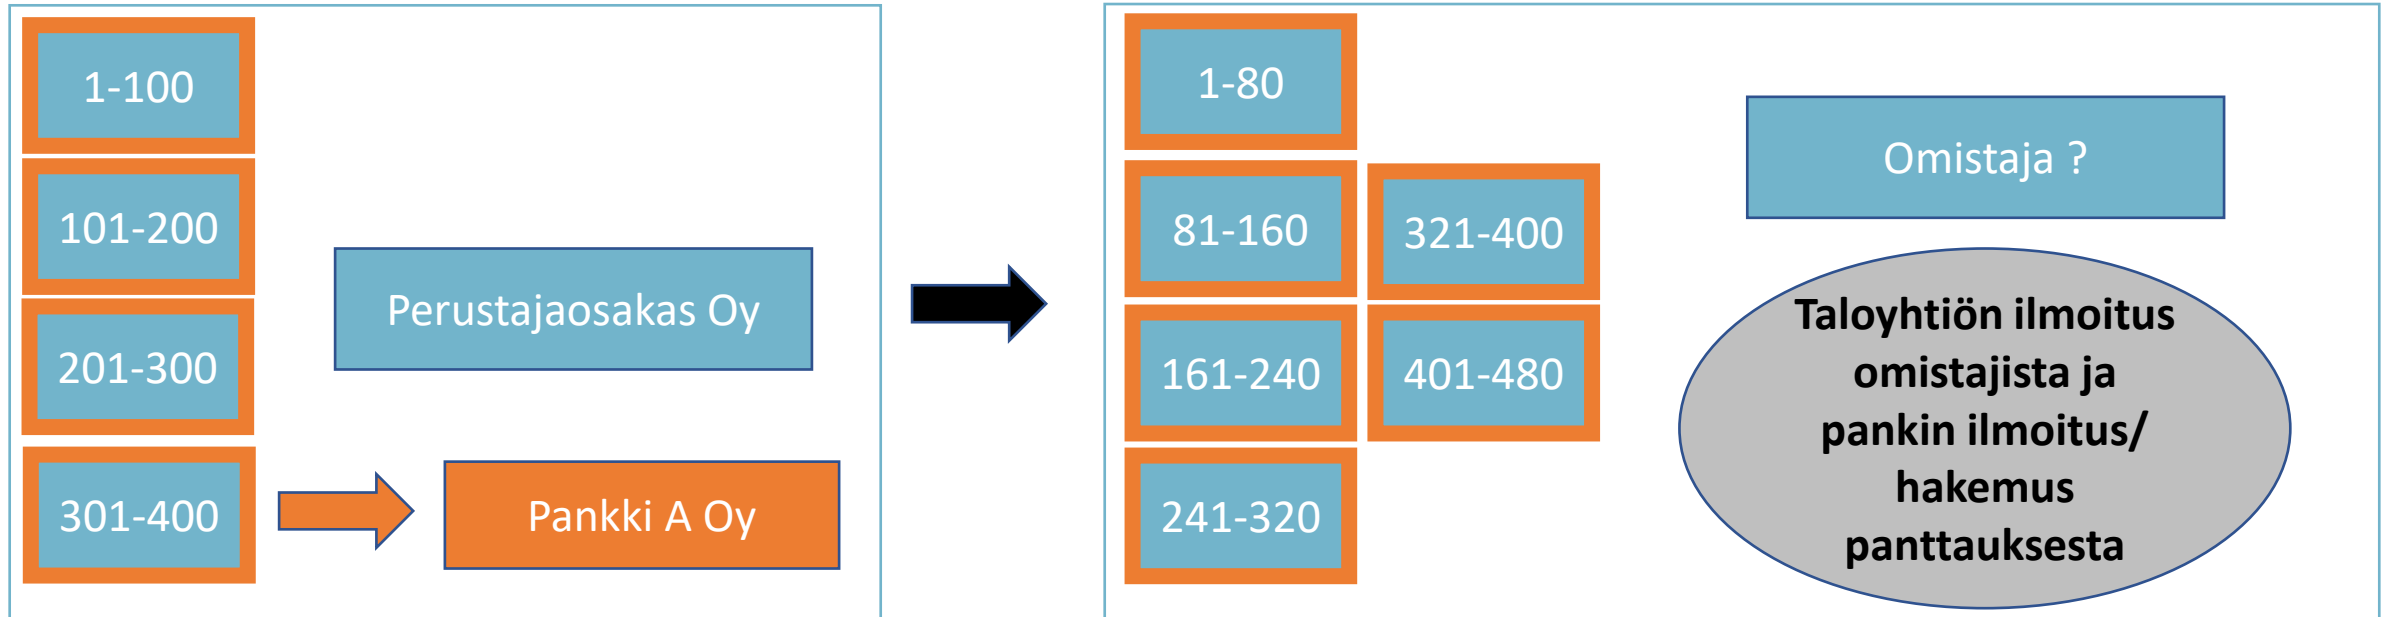 1-100
101-200
201-300
301-400
Perustajaosakas Oy
Pankki A Oy
1-80
81-160
161-240
241-320
321-400
401-480
Omistaja ?
Taloyhtiön ilmoitus
omistajista ja
pankin ilmoitus/
hakemus
panttauksesta